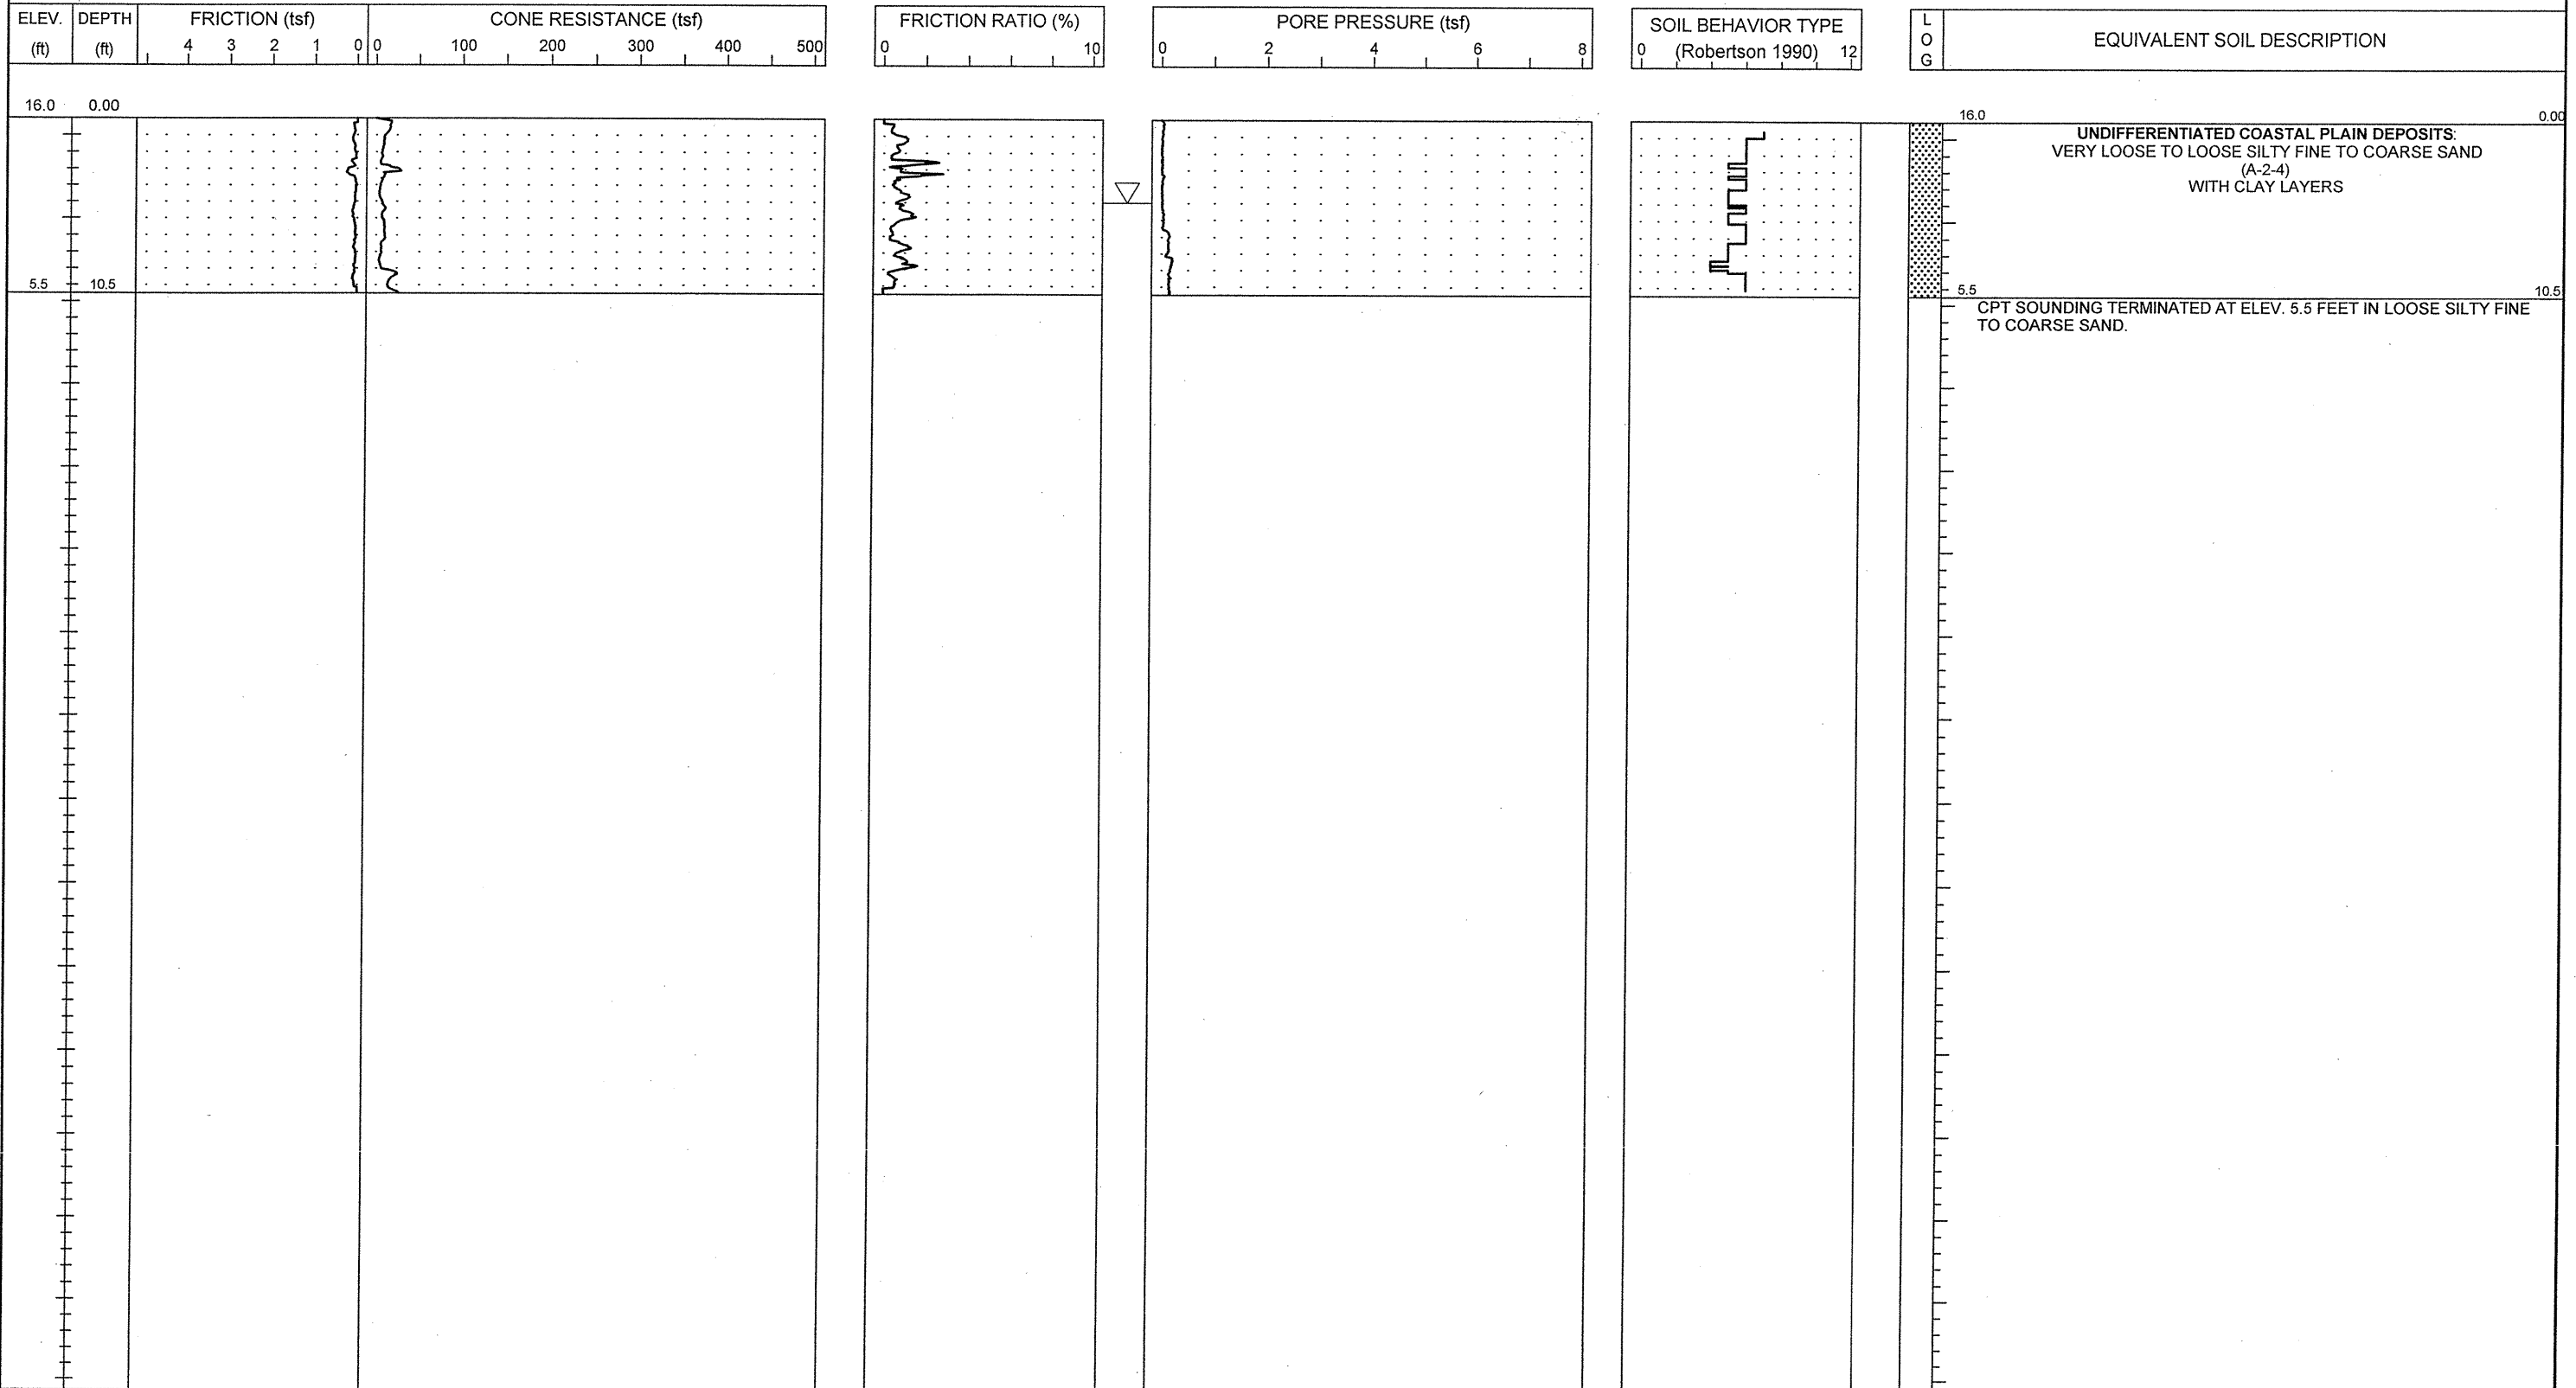 ELEV.
(ft)
DEPTH
(ft)
FRICTION (tsf)
4 3 2 1 0
CONE RESISTANCE (tsf)
0 100 200 300 400 500
FRICTION RATIO (%)
0 10
PORE PRESSURE (tsf)
0 2 4 6 8
SOIL BEHAVIOR TYPE
0 (Robertson 1990) 12
L
O
G
EQUIVALENT SOIL DESCRIPTION
16.0 0.00
16.0 0.00
UNDIFFERENTIATED COASTAL PLAIN DEPOSITS:
VERY LOOSE TO LOOSE SILTY FINE TO COARSE SAND
(A-2-4)
WITH CLAY LAYERS
5.5 10.5
5.5 10.5
CPT SOUNDING TERMINATED AT ELEV. 5.5 FEET IN LOOSE SILTY FINE
TO COARSE SAND.